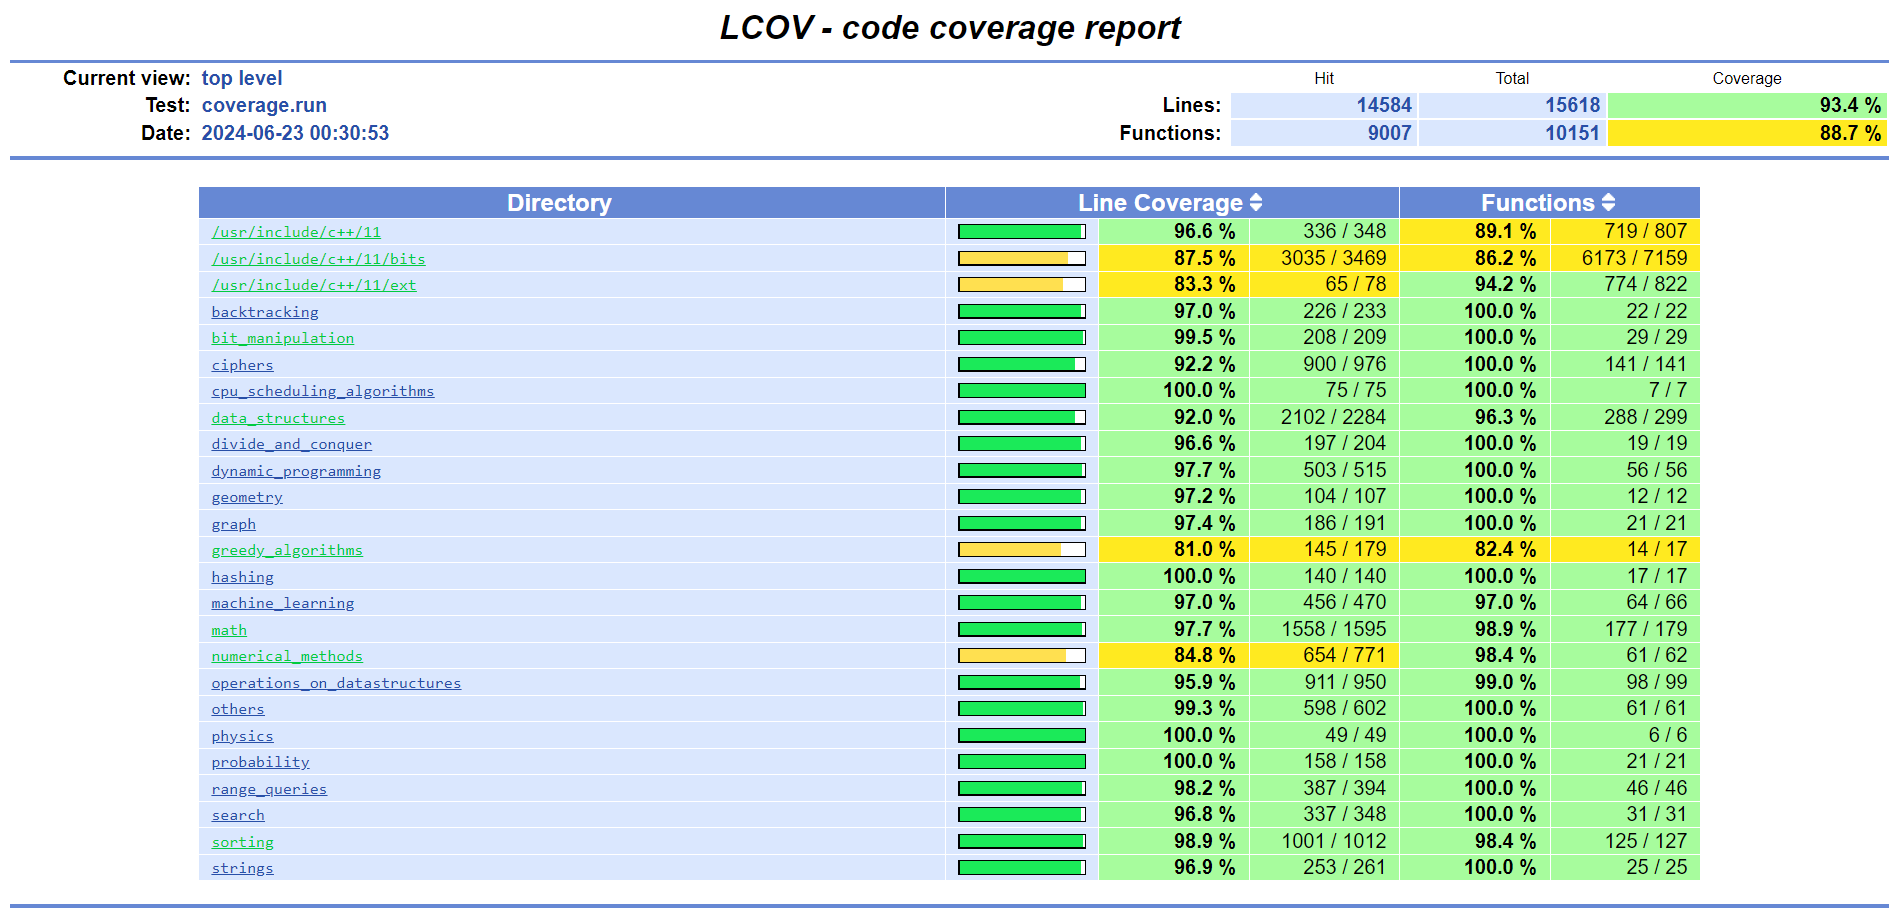 LCOV - code coverage report
Current view: top level
Hit Total Coverage
Test: coverage.run
Lines: 14584 15618 93.4 %
Date: 2024-06-23 00:30:53
Functions: 9007 10151 88.7 %
Directory Line Coverage Functions
/usr/include/c++/11 96.6 % 336 / 348 89.1 % 719 / 807
/usr/include/c++/11/bits 87.5 % 3035 / 3469 86.2 % 6173 / 7159
/usr/include/c++/11/ext 83.3 % 65 / 78 94.2 % 774 / 822
backtracking 97.0 % 226 / 233 100.0 % 22 / 22
bit_manipulation 99.5 % 208 / 209 100.0 % 29 / 29
ciphers 92.2 % 900 / 976 100.0 % 141 / 141
cpu_scheduling_algorithms 100.0 % 75 / 75 100.0 % 7 / 7
data_structures 92.0 % 2102 / 2284 96.3 % 288 / 299
divide_and_conquer 96.6 % 197 / 204 100.0 % 19 / 19
dynamic_programming 97.7 % 503 / 515 100.0 % 56 / 56
geometry 97.2 % 104 / 107 100.0 % 12 / 12
graph 97.4 % 186 / 191 100.0 % 21 / 21
greedy_algorithms 81.0 % 145 / 179 82.4 % 14 / 17
hashing 100.0 % 140 / 140 100.0 % 17 / 17
machine_learning 97.0 % 456 / 470 97.0 % 64 / 66
math 97.7 % 1558 / 1595 98.9 % 177 / 179
numerical_methods 84.8 % 654 / 771 98.4 % 61 / 62
operations_on_datastructures 95.9 % 911 / 950 99.0 % 98 / 99
others 99.3 % 598 / 602 100.0 % 61 / 61
physics 100.0 % 49 / 49 100.0 % 6 / 6
probability 100.0 % 158 / 158 100.0 % 21 / 21
range_queries 98.2 % 387 / 394 100.0 % 46 / 46
search 96.8 % 337 / 348 100.0 % 31 / 31
sorting 98.9 % 1001 / 1012 98.4 % 125 / 127
strings 96.9 % 253 / 261 100.0 % 25 / 25